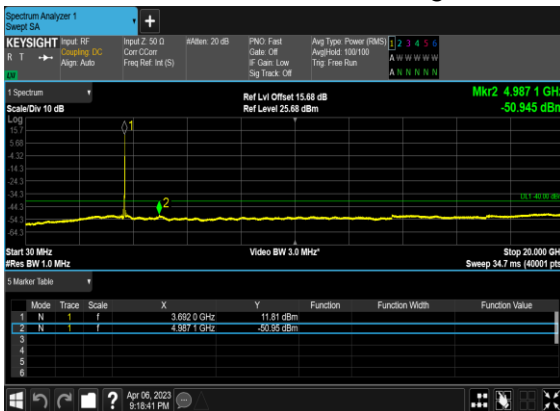 Spectrum Analyzer 1
Swept SA
KEYSIGHT Input: RF Input Z: 50 Ω #Atten: 20 dB PNO: Fast Avg Type: Power (RMS) 1 2 3 4 5 6
R T Coupling: DC Corr CCorr Gate: Off Avg|Hold: 100/100 A W W W W W
Align: Auto Freq Ref: Int (S) IF Gain: Low Trig: Free Run
Sig Track: Off A N N N N N
1 Spectrum Ref Lvl Offset 15.68 dB Mkr2 4.987 1 GHz
Scale/Div 10 dB Ref Level 25.68 dBm -50.945 dBm
Log
15.7
5.68
-4.32
-14.3
-24.3
-34.3
-44.3
-54.3
-64.3
1
2
DL1 -40.00 dBm
Start 30 MHz Video BW 3.0 MHz* Stop 20.000 GH
#Res BW 1.0 MHz Sweep 34.7 ms (40001 pts
5 Marker Table
Mode Trace Scale X Y Function Function Width Function Value
1 N 1 f 3.692 0 GHz 11.81 dBm
2 N 1 f 4.987 1 GHz -50.95 dBm
3
4
5
6
? Apr 06, 2023
9:18:41 PM